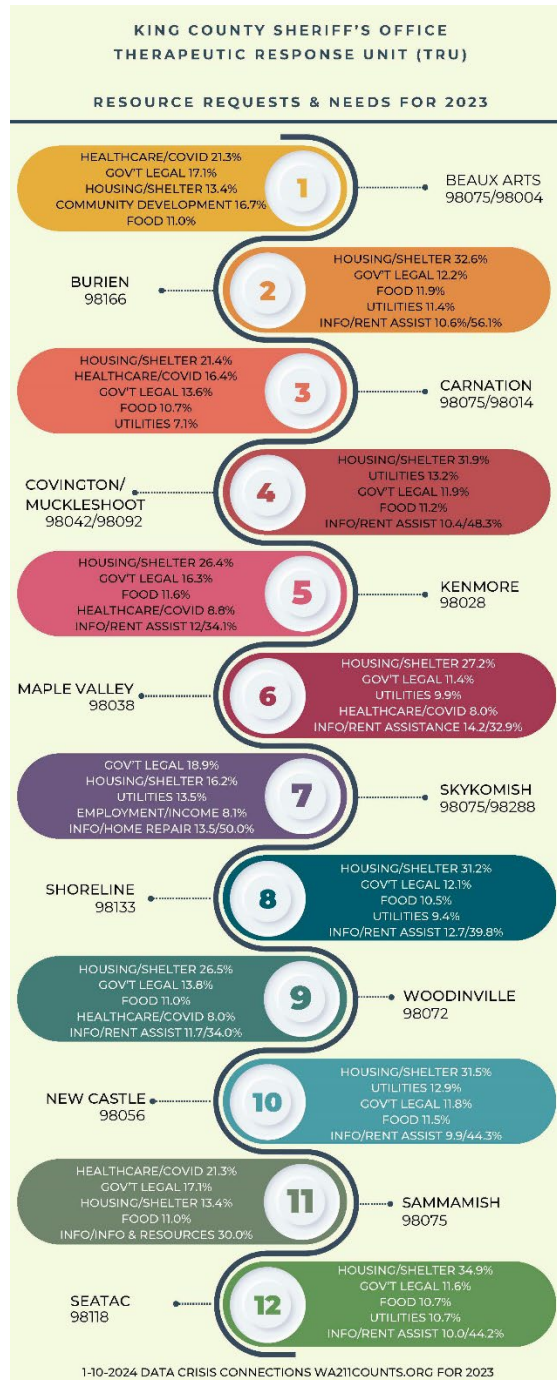 KING COUNTY SHERIFF'S OFFICE
THERAPEUTIC RESPONSE UNIT (TRU)
RESOURCE REQUESTS & NEEDS FOR 2023
HEALTHCARE/COVID 21.3%
GOV'T LEGAL 17.1%
HOUSING/SHELTER 13.4%
COMMUNITY DEVELOPMENT 16.7%
FOOD 11.0%
1
BEAUX ARTS
98075/98004
BURIEN
98166
2
HOUSING/SHELTER 32.6%
GOV'T LEGAL 12.2%
FOOD 11.9%
UTILITIES 11.4%
INFO/RENT ASSIST 10.6%/56.1%
HOUSING/SHELTER 21.4%
HEALTHCARE/COVID 16.4%
GOV'T LEGAL 13.6%
FOOD 10.7%
UTILITIES 7.1%
3
CARNATION
98075/98014
COVINGTON/
MUCKLESHOOT
98042/98092
4
HOUSING/SHELTER 31.9%
UTILITIES 13.2%
GOV'T LEGAL 11.9%
FOOD 11.2%
INFO/RENT ASSIST 10.4/48.3%
HOUSING/SHELTER 26.4%
GOV'T LEGAL 16.3%
FOOD 11.6%
HEALTHCARE/COVID 8.8%
INFO/RENT ASSIST 12/34.1%
5
KENMORE
98028
MAPLE VALLEY
98038
6
HOUSING/SHELTER 27.2%
GOV'T LEGAL 11.4%
UTILITIES 9.9%
HEALTHCARE/COVID 8.0%
INFO/RENT ASSISTANCE 14.2/32.9%
GOV'T LEGAL 18.9%
HOUSING/SHELTER 16.2%
UTILITIES 13.5%
EMPLOYMENT/INCOME 8.1%
INFO/HOME REPAIR 13.5/50.0%
7
SKYKOMISH
98075/98288
SHORELINE
98133
8
HOUSING/SHELTER 31.2%
GOV'T LEGAL 12.1%
FOOD 10.5%
UTILITIES 9.4%
INFO/RENT ASSIST 12.7/39.8%
HOUSING/SHELTER 26.5%
GOV'T LEGAL 13.8%
FOOD 11.0%
HEALTHCARE/COVID 8.0%
INFO/RENT ASSIST 11.7/34.0%
9
WOODINVILLE
98072
NEW CASTLE
98056
10
HOUSING/SHELTER 31.5%
UTILITIES 12.9%
GOV'T LEGAL 11.8%
FOOD 11.5%
INFO/RENT ASSIST 9.9/44.3%
HEALTHCARE/COVID 21.3%
GOV'T LEGAL 17.1%
HOUSING/SHELTER 13.4%
FOOD 11.0%
INFO/INFO & RESOURCES 30.0%
11
SAMMAMISH
98075
SEATAC
98118
12
HOUSING/SHELTER 34.9%
GOV'T LEGAL 11.6%
FOOD 10.7%
UTILITIES 10.7%
INFO/RENT ASSIST 10.0/44.2%
1-10-2024 DATA CRISIS CONNECTIONS WA211COUNTS.ORG FOR 2023